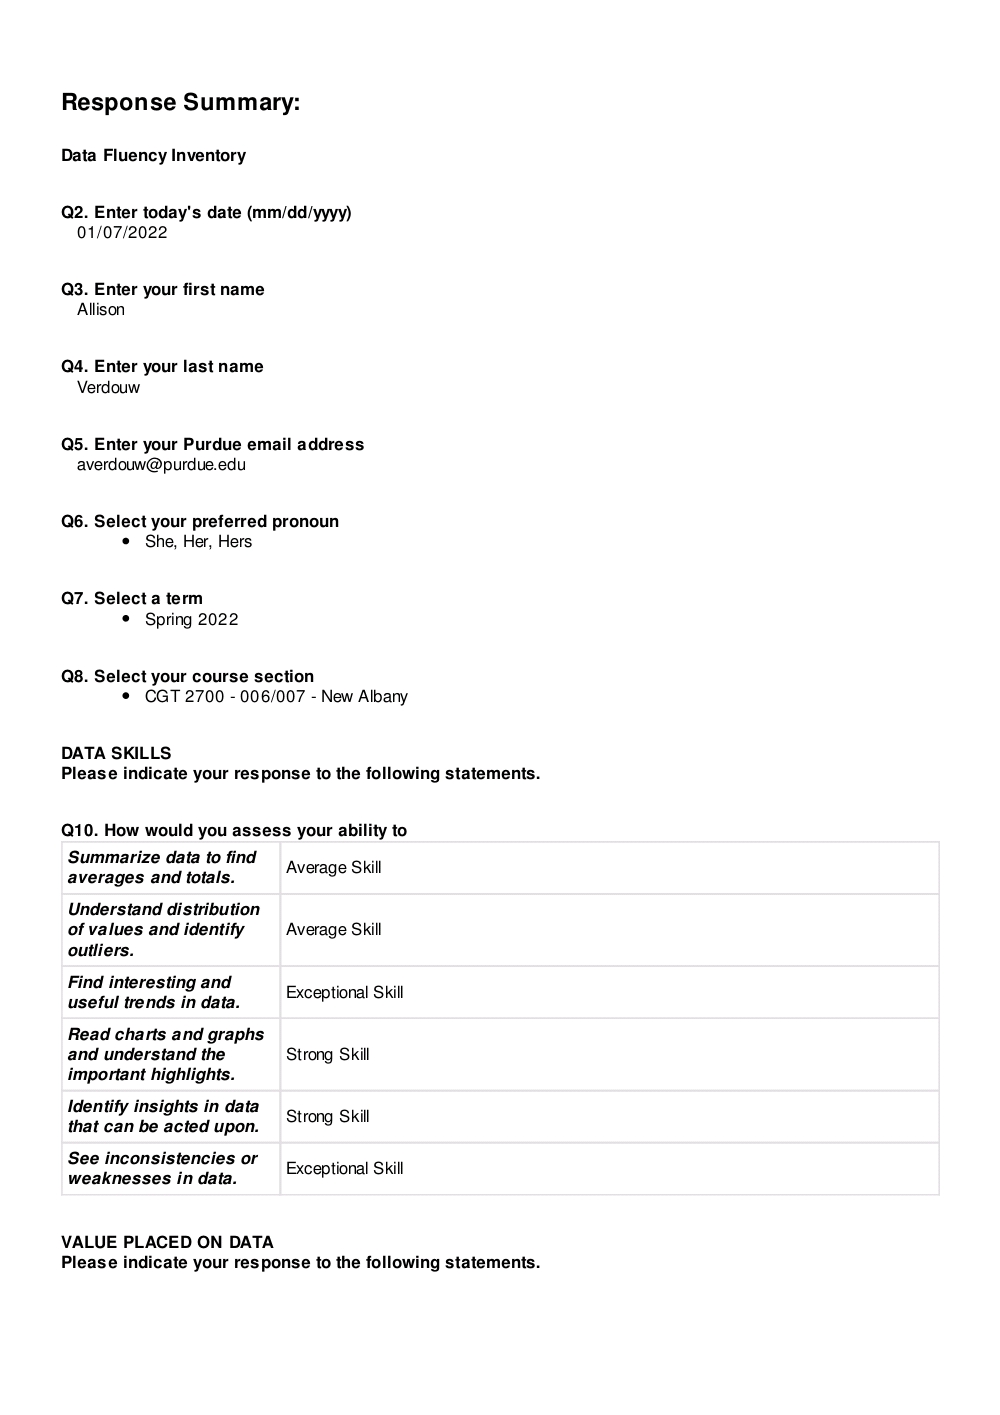 Response Summary:
Data Fluency Inventory
Q2. Enter today's date (mm/dd/yyyy)
01/07/2022
Q3. Enter your first name
Allison
Q4. Enter your last name
Verdouw
Q5. Enter your Purdue email address
averdouw@purdue.edu
Q6. Select your preferred pronoun
• She, Her, Hers
Q7. Select a term
• Spring 2022
Q8. Select your course section
• CGT 2700 - 006/007 - New Albany
DATA SKILLS
Please indicate your response to the following statements.
Q10. How would you assess your ability to
Summarize data to find
averages and totals.
Average Skill
Understand distribution
of values and identify
outliers.
Average Skill
Find interesting and
useful trends in data.
Exceptional Skill
Read charts and graphs
and understand the
important highlights.
Strong Skill
Identify insights in data
that can be acted upon.
Strong Skill
See inconsistencies or
weaknesses in data.
Exceptional Skill
VALUE PLACED ON DATA
Please indicate your response to the following statements.